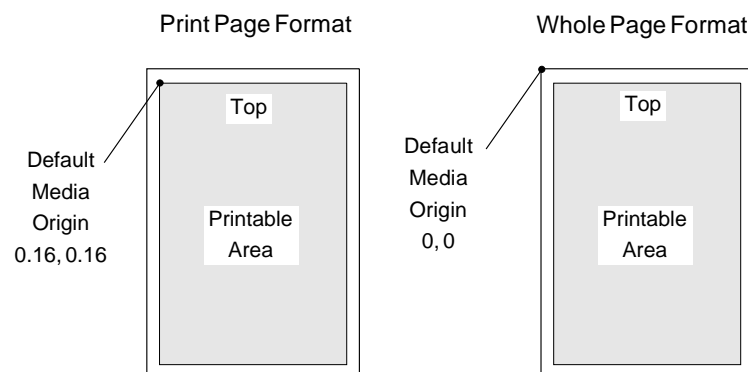 Print Page Format
Top
Default
Media
Origin
0.16, 0.16
Printable
Area
Whole Page Format
Top
Default
Media
Origin
0, 0
Printable
Area